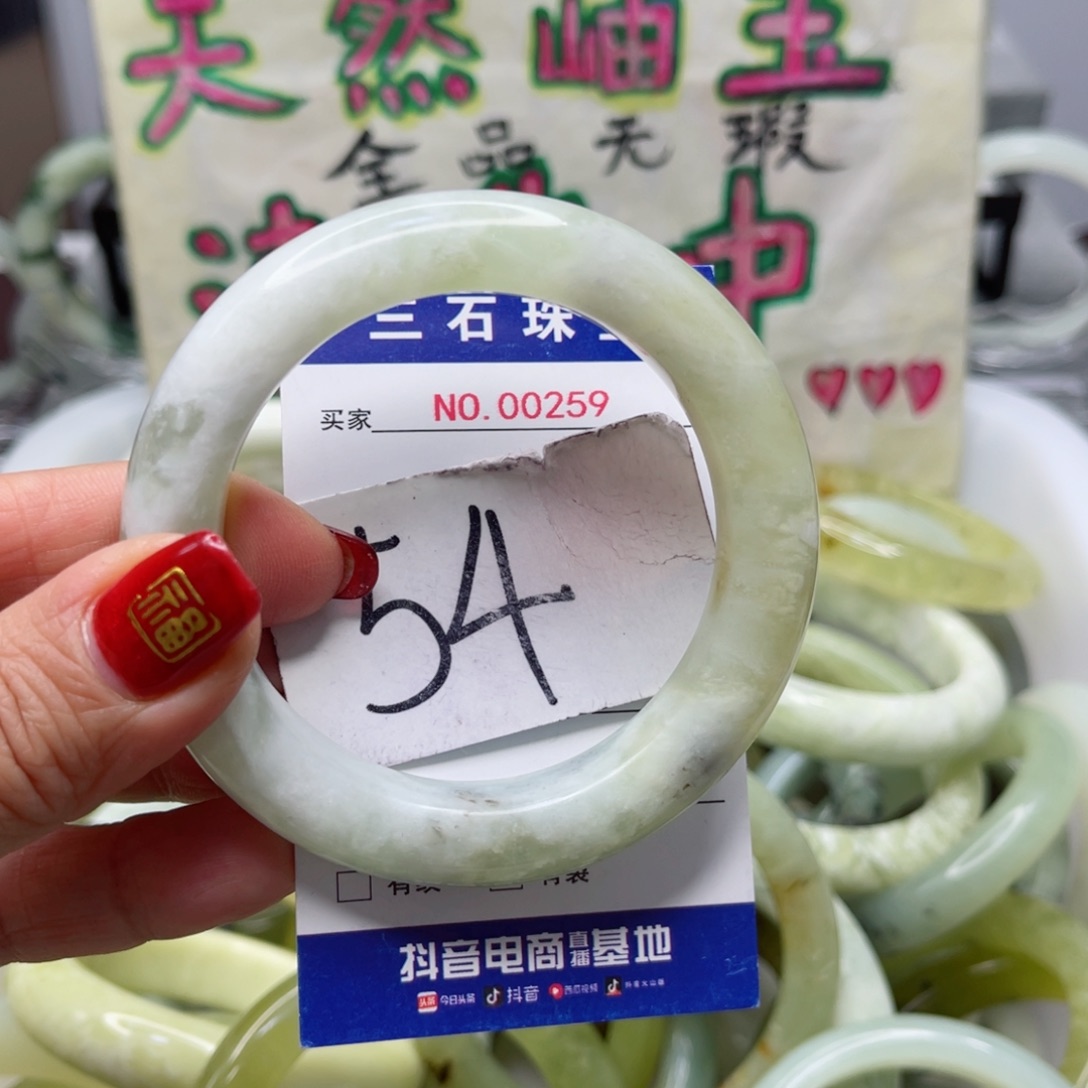 天然岫玉
全品无瑕
中
三石珠
买家 NO.00259
54
抖音电商直播基地
今日头条 抖音 西瓜视频